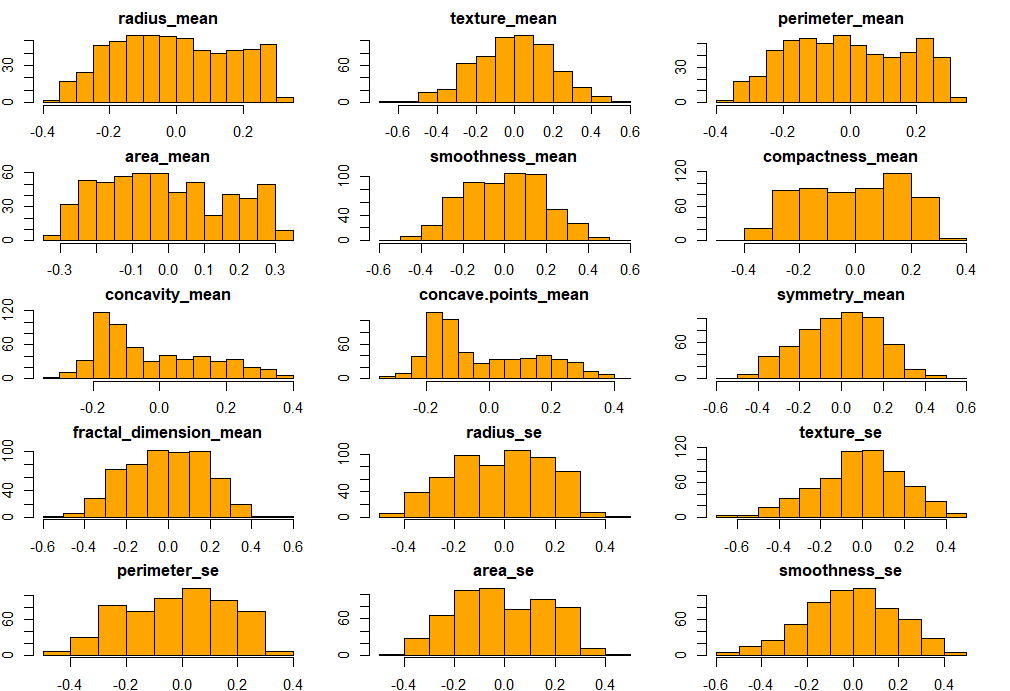 radius_mean texture_mean perimeter_mean
0 30 0 60 0 30
-0.4 -0.2 0.0 0.2 -0.6 -0.4 -0.2 0.0 0.2 0.4 0.6 -0.4 -0.2 0.0 0.2
area_mean smoothness_mean compactness_mean
0 30 60 0 40 100 0 60 120
-0.3 -0.1 0.0 0.1 0.2 0.3 -0.6 -0.4 -0.2 0.0 0.2 0.4 0.6 -0.4 -0.2 0.0 0.2 0.4
concavity_mean concave.points_mean symmetry_mean
0 60 120 0 60 0 60
-0.2 0.0 0.2 0.4 -0.2 0.0 0.2 0.4 -0.6 -0.4 -0.2 0.0 0.2 0.4 0.6
fractal_dimension_mean radius_se texture_se
0 40 100 0 40 100 0 60 120
-0.6 -0.4 -0.2 0.0 0.2 0.4 0.6 -0.4 -0.2 0.0 0.2 0.4 -0.6 -0.4 -0.2 0.0 0.2 0.4
perimeter_se area_se smoothness_se
0 60 0 60 0 60
-0.4 -0.2 0.0 0.2 0.4 -0.4 -0.2 0.0 0.2 0.4 -0.6 -0.4 -0.2 0.0 0.2 0.4